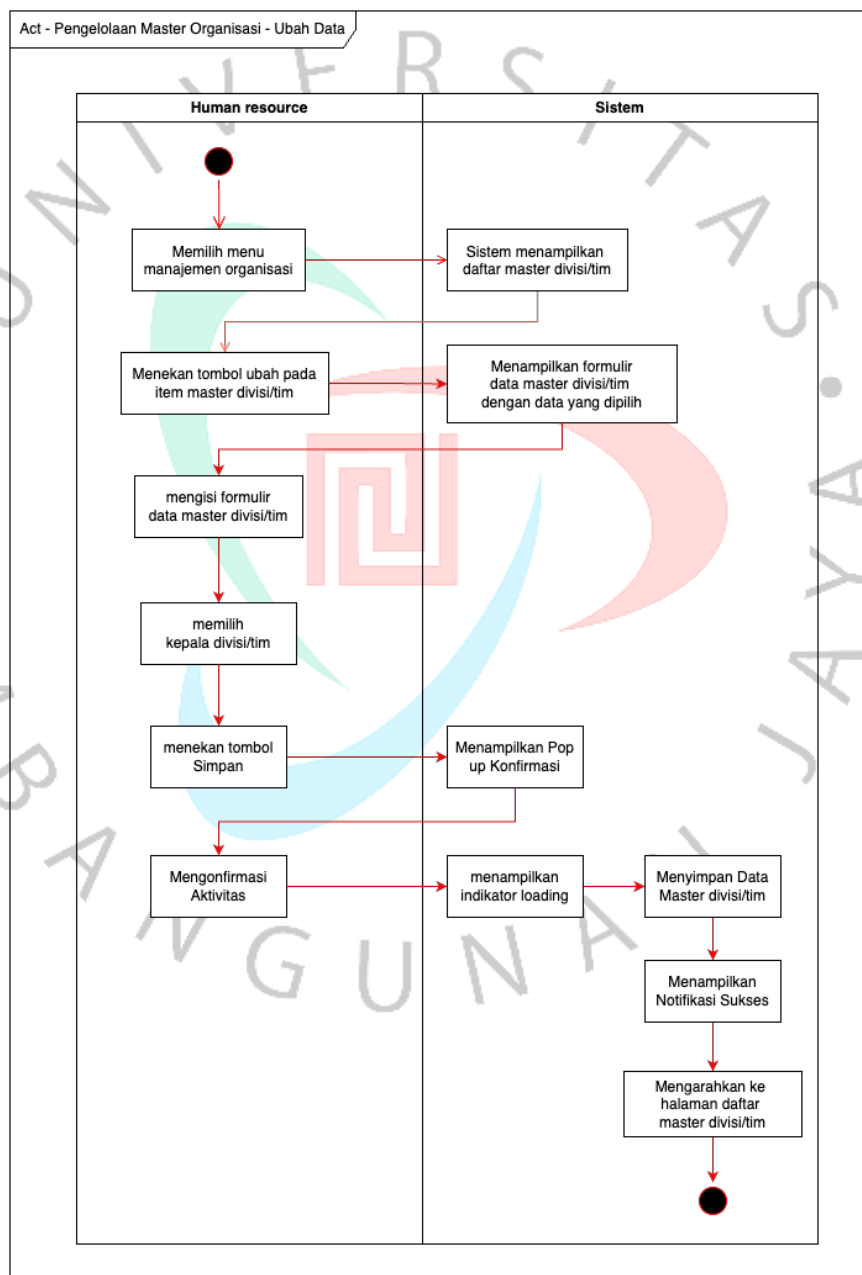 Act - Pengelolaan Master Organisasi - Ubah Data
Human resource
Sistem
Memilih menu
manajemen organisasi
Sistem menampilkan
daftar master divisi/tim
Menekan tombol ubah pada
item master divisi/tim
Menampilkan formulir
data master divisi/tim
dengan data yang dipilih
mengisi formulir
data master divisi/tim
memilih
kepala divisi/tim
menekan tombol
Simpan
Menampilkan Pop
up Konfirmasi
Mengonfirmasi
Aktivitas
menampilkan
indikator loading
Menyimpan Data
Master divisi/tim
Menampilkan
Notifikasi Sukses
Mengarahkan ke
halaman daftar
master divisi/tim
UNIVERSITAS
JAYA
MBANGUNAN